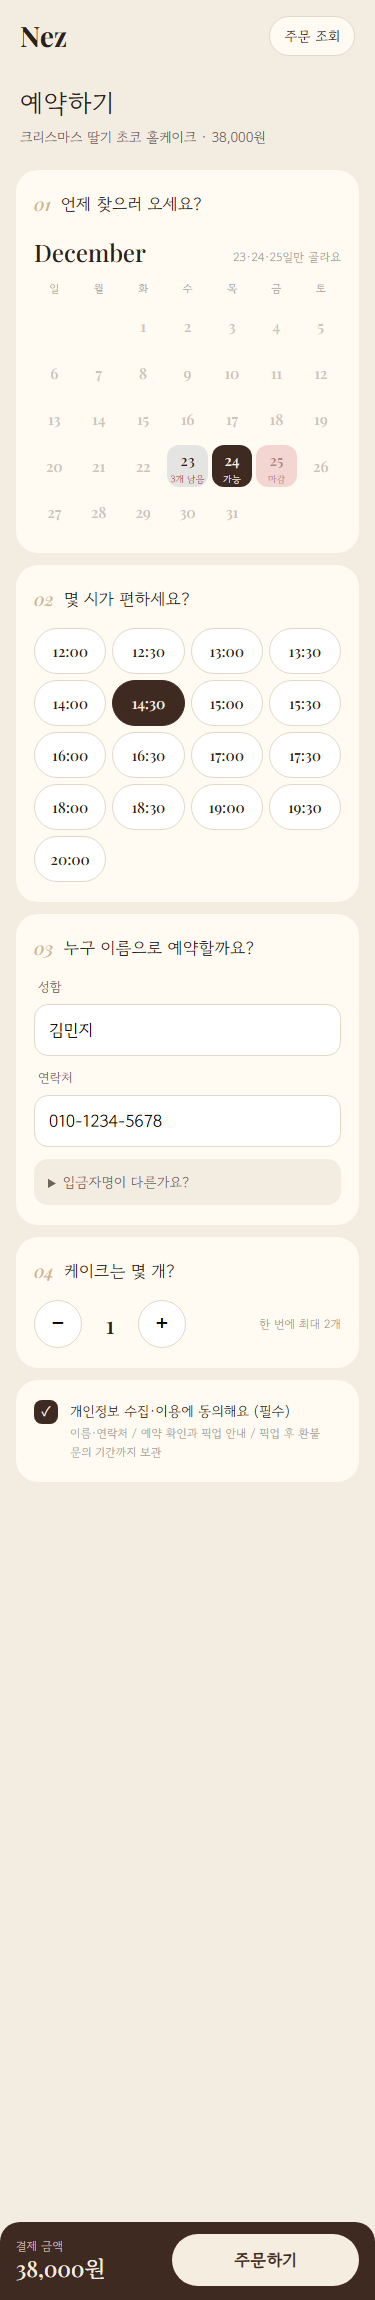 Nez
주문 조회
예약하기
크리스마스 딸기 초코 홀케이크 · 38,000원
01 언제 찾으러 오세요?
December
23·24·25일만 골라요
일 월 화 수 목 금 토
1 2 3 4 5
6 7 8 9 10 11 12
13 14 15 16 17 18 19
20 21 22 23 24 25 26
3개 남음 가능 마감
27 28 29 30 31
02 몇 시가 편하세요?
12:00 12:30 13:00 13:30
14:00 14:30 15:00 15:30
16:00 16:30 17:00 17:30
18:00 18:30 19:00 19:30
20:00
03 누구 이름으로 예약할까요?
성함
김민지
연락처
010-1234-5678
▶ 입금자명이 다른가요?
04 케이크는 몇 개?
− 1 + 한 번에 최대 2개
✓ 개인정보 수집·이용에 동의해요 (필수)
이름·연락처 / 예약 확인과 픽업 안내 / 픽업 후 환불
문의 기간까지 보관
결제 금액
38,000원
주문하기